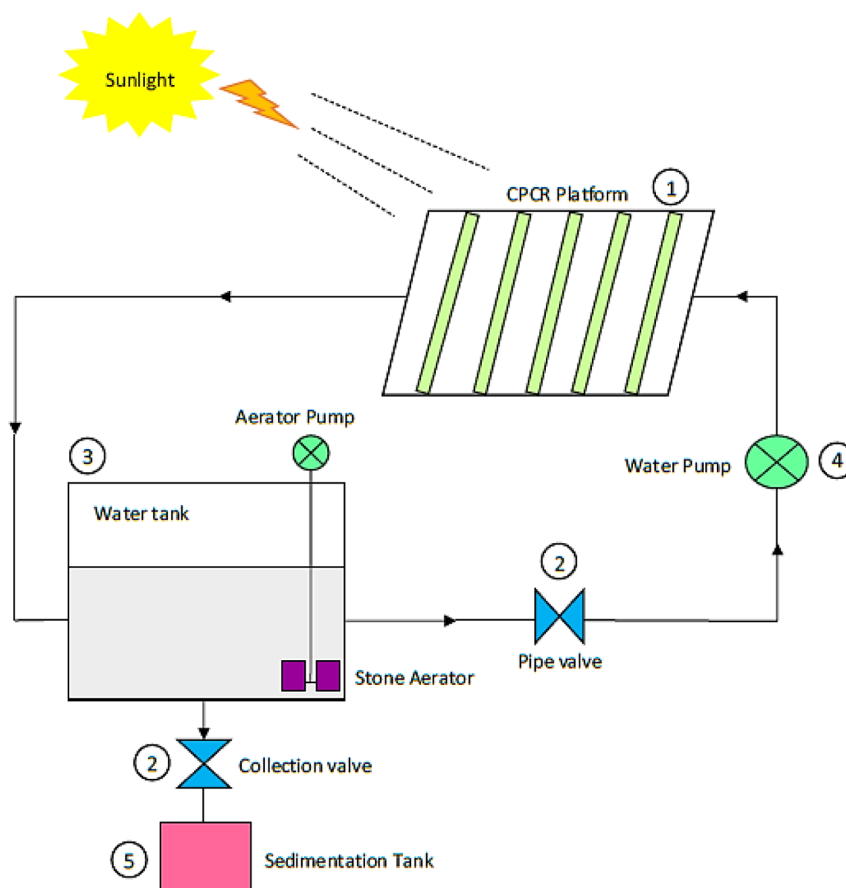 Sunlight
CPCR Platform
1
Aerator Pump
3
Water Pump
4
Water tank
2
Pipe valve
Stone Aerator
2
Collection valve
5
Sedimentation Tank